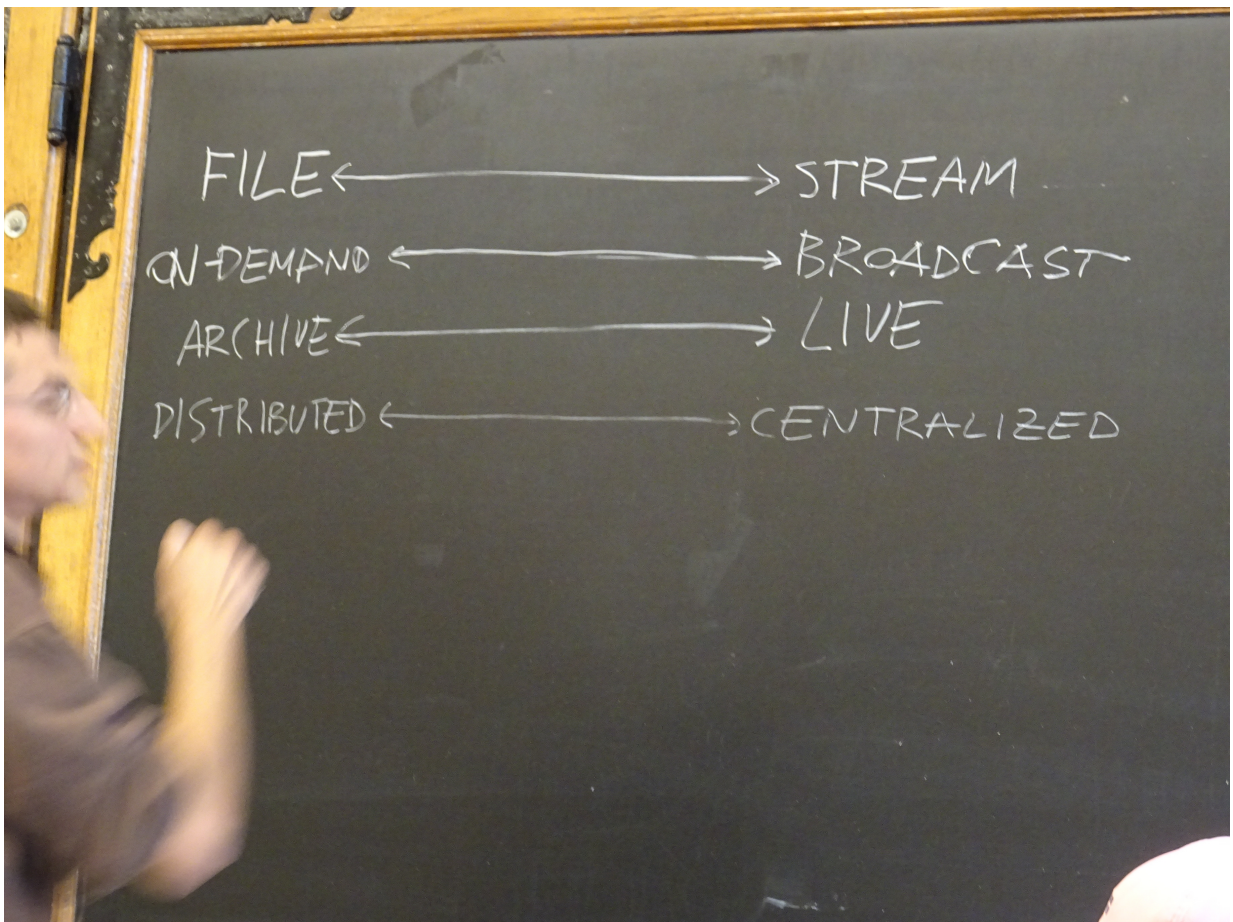 FILE <-> STREAM
ON-DEMAND <-> BROADCAST
ARCHIVE <-> LIVE
DISTRIBUTED <-> CENTRALIZED